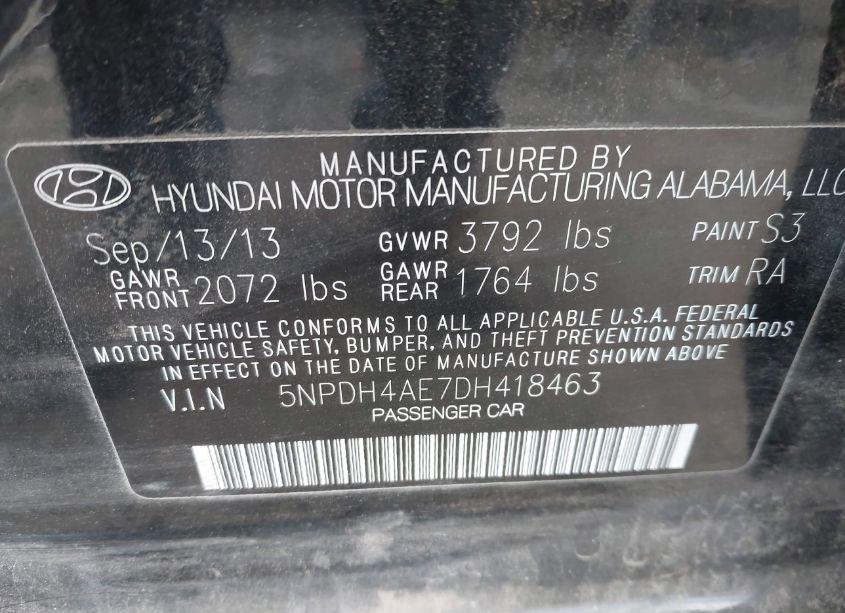 MANUFACTURED BY
HYUNDAI MOTOR MANUFACTURING ALABAMA, LLC
Sep/13/13 GVWR 3792 lbs PAINT S3
GAWR FRONT 2072 lbs GAWR REAR 1764 lbs TRIM RA
THIS VEHICLE CONFORMS TO ALL APPLICABLE U.S.A. FEDERAL
MOTOR VEHICLE SAFETY, BUMPER, AND THEFT PREVENTION STANDARDS
IN EFFECT ON THE DATE OF MANUFACTURE SHOWN ABOVE
V.I.N 5NPDH4AE7DH418463
PASSENGER CAR